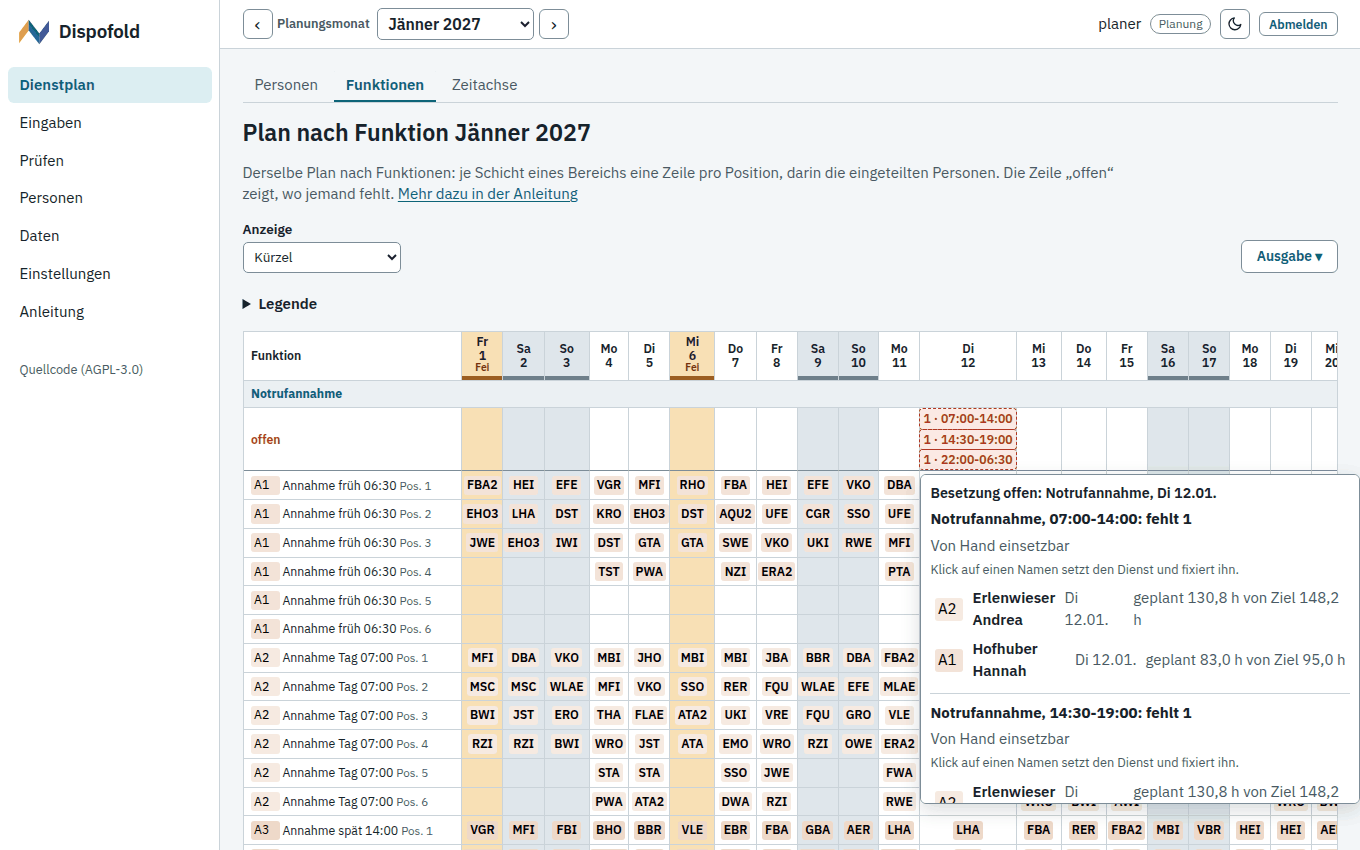 Dispofold
Dienstplan
Eingaben
Prüfen
Personen
Daten
Einstellungen
Anleitung
Quellcode (AGPL-3.0)
‹ Planungsmonat Jänner 2027 ›
planer Planung Abmelden
Personen Funktionen Zeitachse
Plan nach Funktion Jänner 2027
Derselbe Plan nach Funktionen: je Schicht eines Bereichs eine Zeile pro Position, darin die eingeteilten Personen. Die Zeile „offen“
zeigt, wo jemand fehlt. Mehr dazu in der Anleitung
Anzeige
Kürzel
Ausgabe ▾
Legende
Funktion Fr 1 Fei Sa 2 So 3 Mo 4 Di 5 Mi 6 Fei Do 7 Fr 8 Sa 9 So 10 Mo 11 Di 12 Mi 13 Do 14 Fr 15 Sa 16 So 17 Mo 18 Di 19 Mi 20
Notrufannahme
offen
1 · 07:00-14:00
1 · 14:30-19:00
1 · 22:00-06:30
A1 Annahme früh 06:30 Pos. 1 FBA2 HEI EFE VGR MFI RHO FBA HEI EFE VKO DBA
A1 Annahme früh 06:30 Pos. 2 EHO3 LHA DST KRO EHO3 DST AQU2 UFE CGR SSO UFE
A1 Annahme früh 06:30 Pos. 3 JWE EHO3 IWI DST GTA GTA SWE VKO UKI RWE MFI
A1 Annahme früh 06:30 Pos. 4 TST PWA NZI ERA2 PTA
A1 Annahme früh 06:30 Pos. 5
A1 Annahme früh 06:30 Pos. 6
A2 Annahme Tag 07:00 Pos. 1 MFI DBA VKO MBI JHO MBI MBI JBA BBR DBA FBA2
A2 Annahme Tag 07:00 Pos. 2 MSC MSC WLAE MFI VKO SSO RER FQU WLAE EFE MLAE
A2 Annahme Tag 07:00 Pos. 3 BWI JST ERO THA FLAE ATA2 UKI VRE FQU GRO VLE
A2 Annahme Tag 07:00 Pos. 4 RZI RZI BWI WRO JST ATA EMO WRO RZI OWE ERA2
A2 Annahme Tag 07:00 Pos. 5 STA STA SSO JWE FWA
A2 Annahme Tag 07:00 Pos. 6 PWA ATA2 DWA RZI RWE
A3 Annahme spät 14:00 Pos. 1 VGR MFI FBI BHO BBR VLE EBR FBA GBA AER LHA LHA FBA RER FBA2 MBI VBR HEI HEI
Besetzung offen: Notrufannahme, Di 12.01.
Notrufannahme, 07:00-14:00: fehlt 1
Von Hand einsetzbar
Klick auf einen Namen setzt den Dienst und fixiert ihn.
A2 Erlenwieser Andrea Di 12.01. geplant 130,8 h von Ziel 148,2 h
A1 Hofhuber Hannah Di 12.01. geplant 83,0 h von Ziel 95,0 h
Notrufannahme, 14:30-19:00: fehlt 1
Von Hand einsetzbar
Klick auf einen Namen setzt den Dienst und fixiert ihn.
A2 Erlenwieser Di geplant 130,8 h von Ziel 148,2